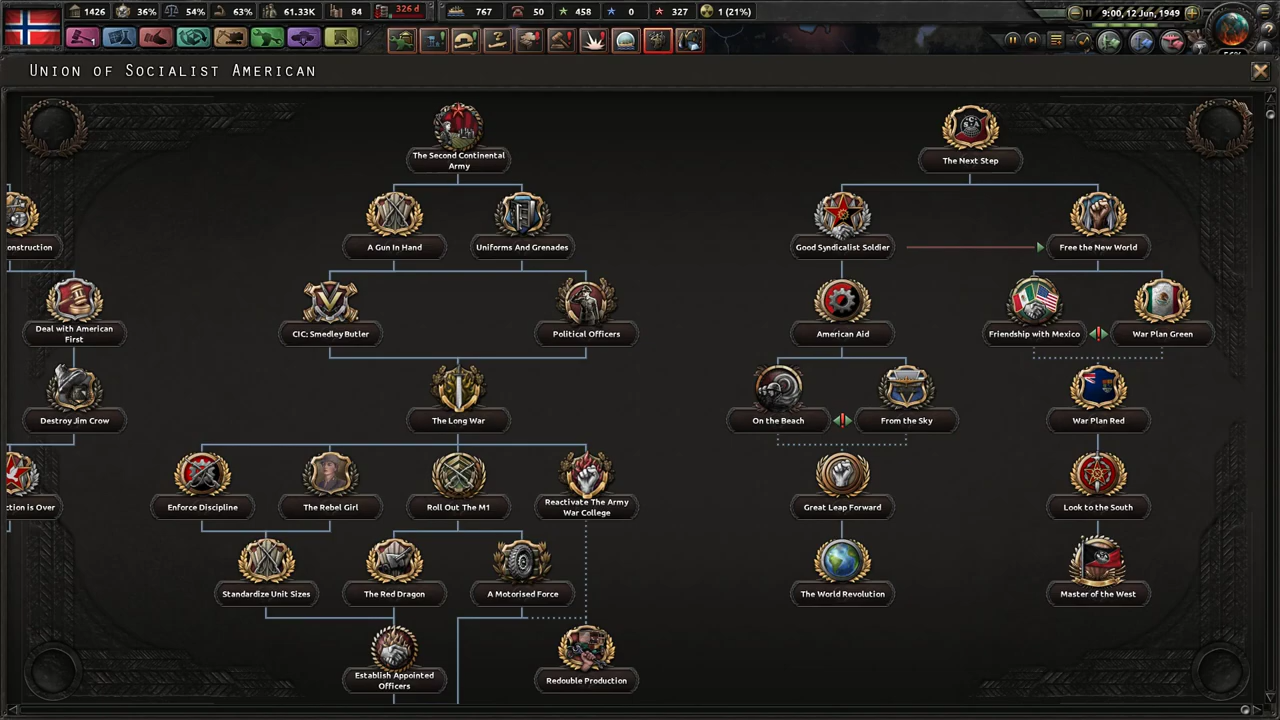 1426 36% 54% 63% 61.33K 84 326 d 767 50 458 0 327 1 (21%) 9:00, 12 Jun, 1949
1
Union of Socialist American
The Second Continental
Army
The Next Step
onstruction
A Gun In Hand
Uniforms And Grenades
Good Syndicalist Soldier
Free the New World
Deal with American
First
CIC: Smedley Butler
Political Officers
American Aid
Friendship with Mexico
War Plan Green
Destroy Jim Crow
The Long War
On the Beach
From the Sky
War Plan Red
ction is Over
Enforce Discipline
The Rebel Girl
Roll Out The M1
Reactivate The Army
War College
Great Leap Forward
Look to the South
Standardize Unit Sizes
The Red Dragon
A Motorised Force
The World Revolution
Master of the West
Establish Appointed
Officers
Redouble Production